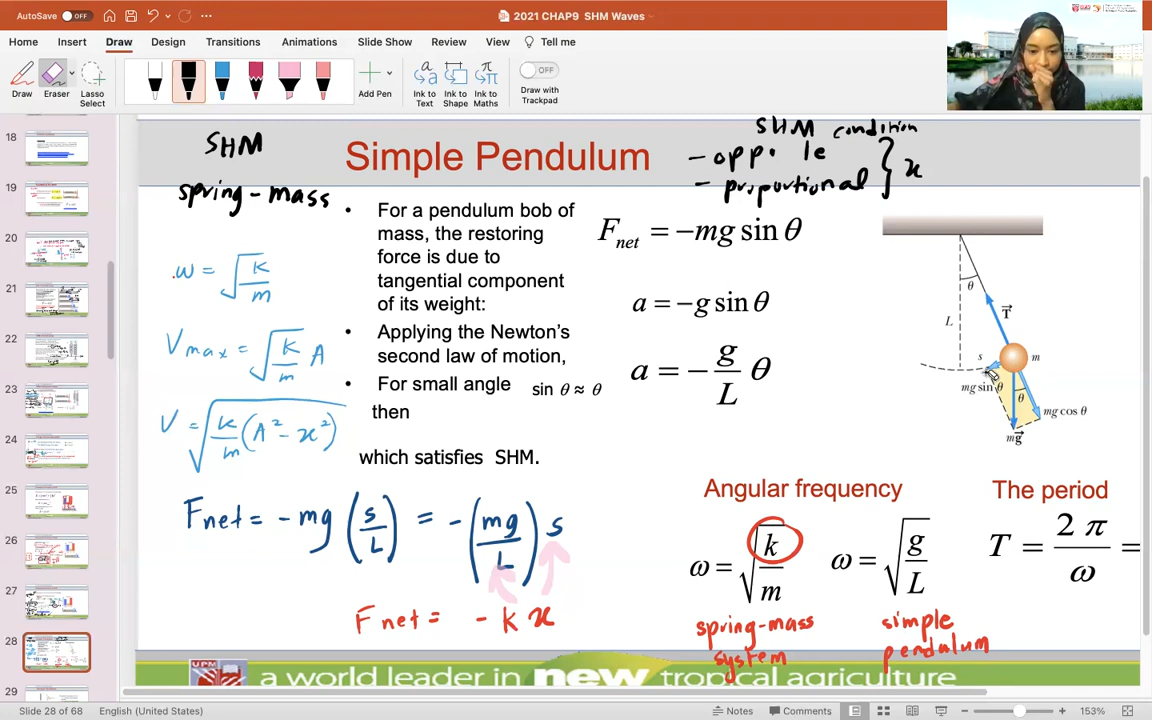 AutoSave OFF
2021 CHAP9 SHM Waves
Home Insert Draw Design Transitions Animations Slide Show Review View Tell me
Draw Eraser Lasso Select Add Pen Ink to Text Ink to Shape Ink to Maths Draw with Trackpad
OFF
18
19
20
21
22
23
24
25
26
27
28
29
SHM
spring-mass
Simple Pendulum
SHM condition
- proportional } x
ω = √(k/m)
Vmax = √(k/m) A
V = √(k/m (A² - x²))
• For a pendulum bob of
mass, the restoring
force is due to
tangential component
of its weight:
• Applying the Newton's
second law of motion,
• For small angle sin θ ≈ θ
then
which satisfies SHM.
F_net = −mg sin θ
a = −g sin θ
a = − g/L θ
θ
L
T
s
m
mg sin θ
θ
mg cos θ
mg
Fnet = - mg (s/L) = - (mg/L) s
Fnet = - k x
Angular frequency
ω = √(k/m)
ω = √(g/L)
spring-mass
system
simple
pendulum
The period
T = 2π/ω =
UPM
a world leader in new tropical agriculture
Slide 28 of 68 English (United States) Notes Comments 153%